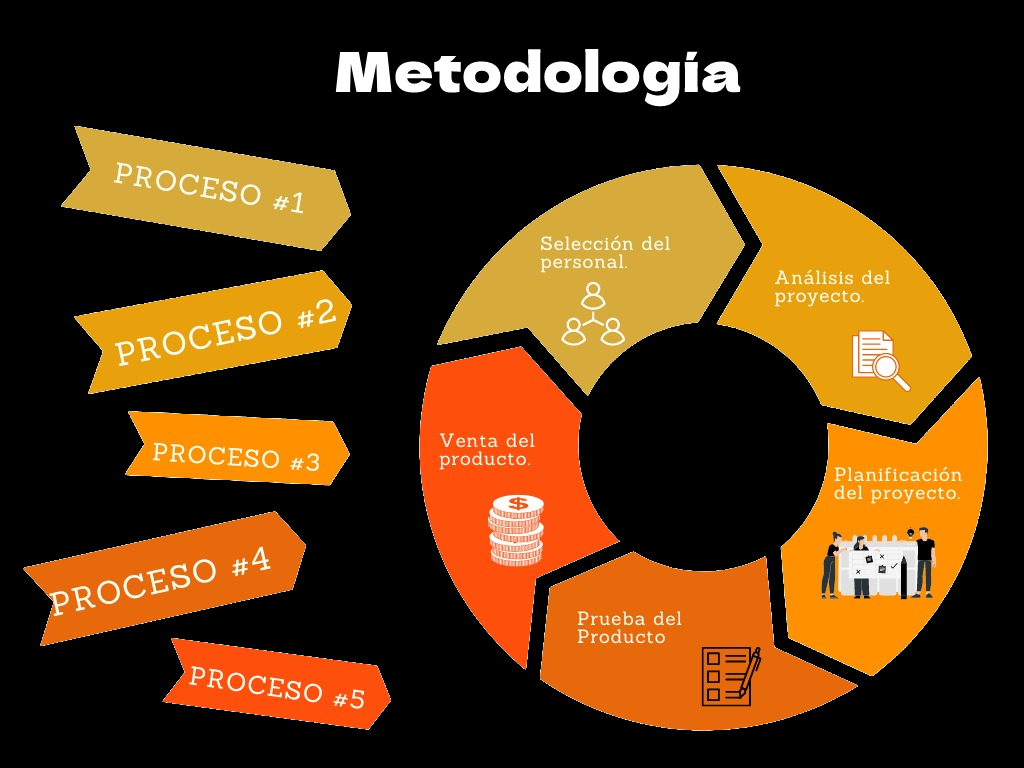 Metodología
PROCESO #1
PROCESO #2
PROCESO #3
PROCESO #4
PROCESO #5
Selección del
personal.
Análisis del
proyecto.
Planificación
del proyecto.
Prueba del
Producto
Venta del
producto.
$